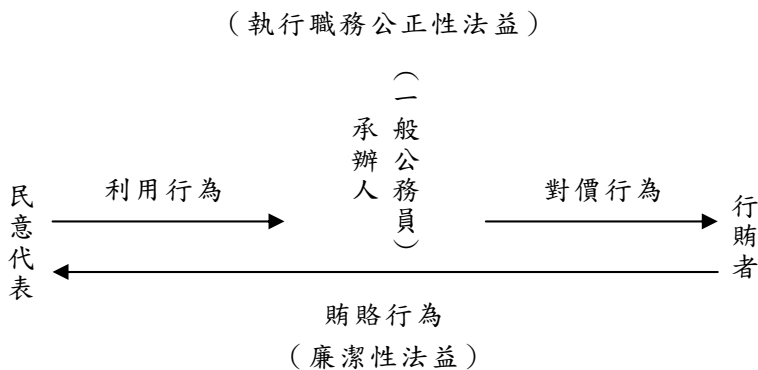 （執行職務公正性法益）
承辦人
（一般公務員）
民意代表
利用行為
對價行為
行賄者
賄賂行為
（廉潔性法益）